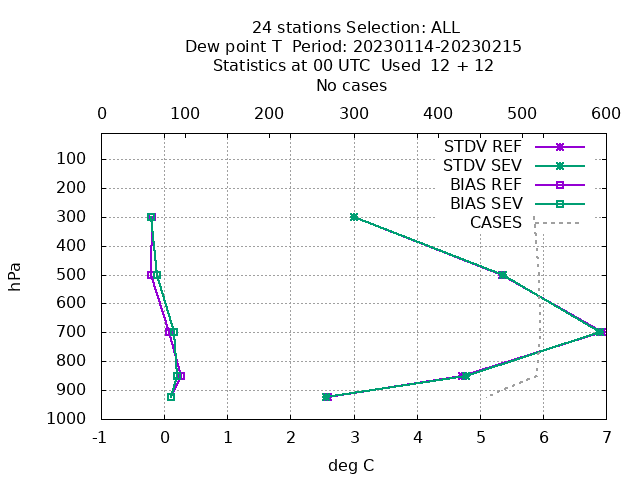 24 stations Selection: ALL
Dew point T  Period: 20230114-20230215
Statistics at 00 UTC  Used  12 + 12
No cases
0 100 200 300 400 500 600
STDV REF
STDV SEV
BIAS REF
BIAS SEV
CASES
100
200
300
400
500
600
700
800
900
1000
hPa
-1 0 1 2 3 4 5 6 7
deg C